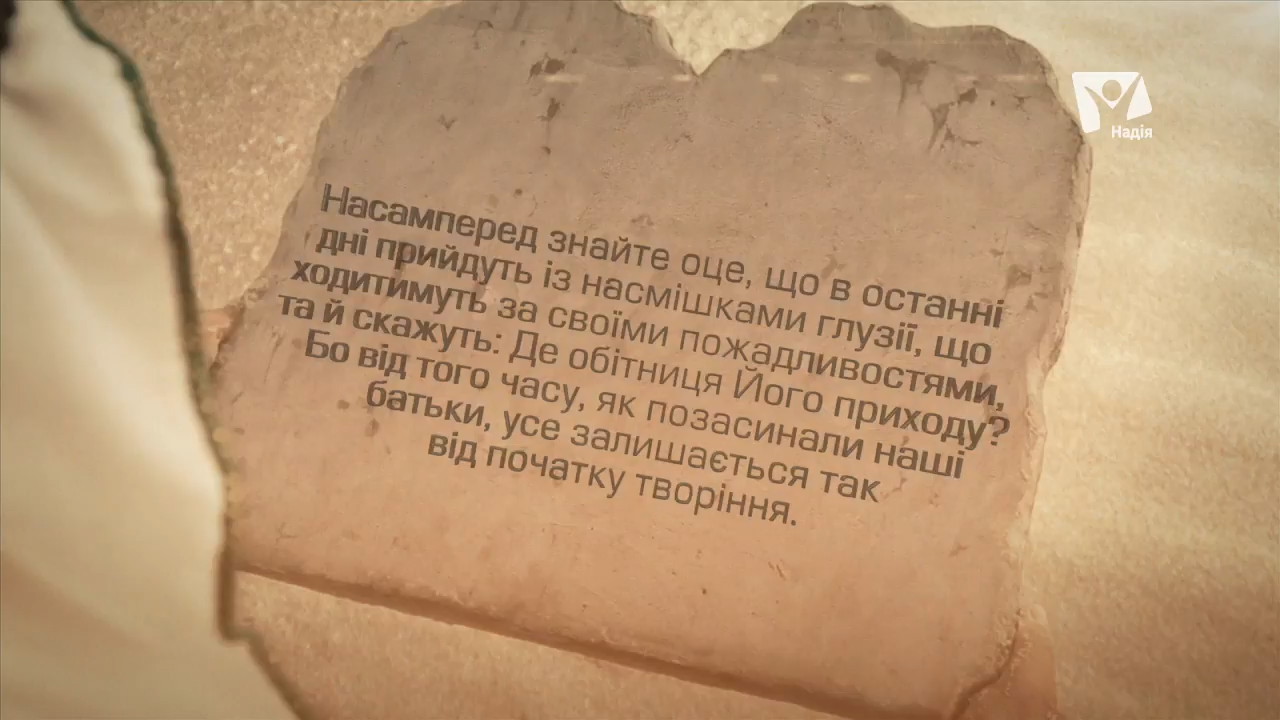 Надія
Насамперед знайте оце, що в останні
дні прийдуть із насмішками глузії, що
ходитимуть за своїми пожадливостями,
та й скажуть: Де обітниця Його приходу?
Бо від того часу, як позасинали наші
батьки, усе залишається так
від початку творіння.